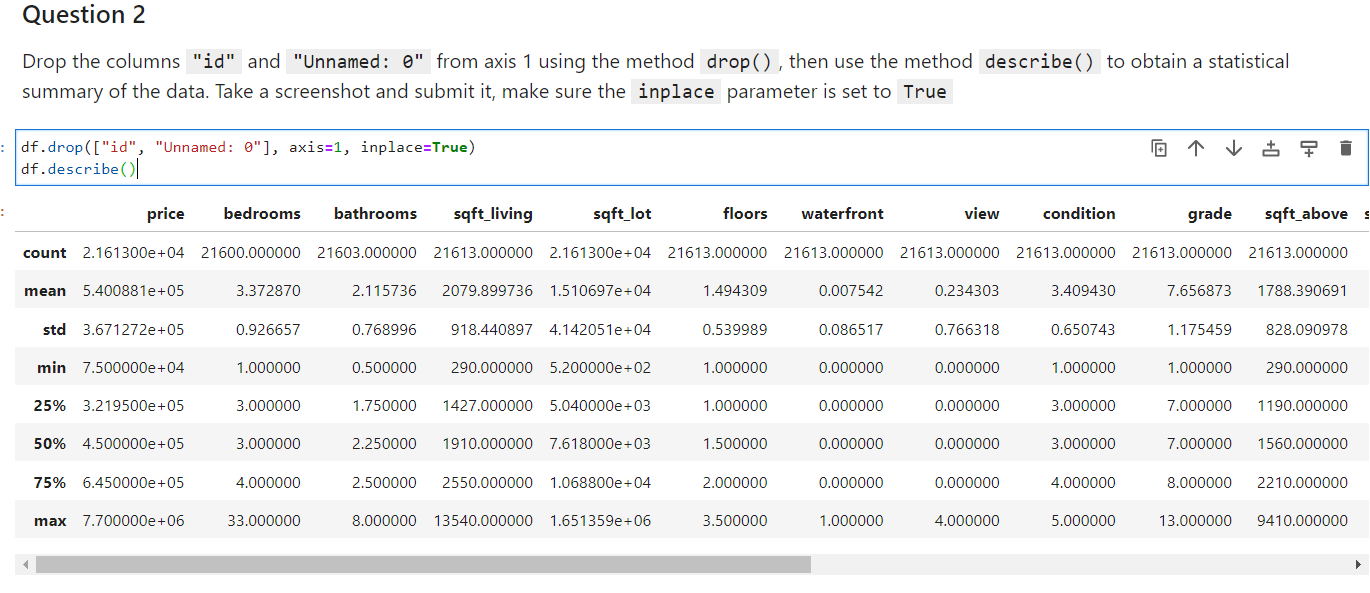 Question 2
Drop the columns "id" and "Unnamed: 0" from axis 1 using the method drop(), then use the method describe() to obtain a statistical
summary of the data. Take a screenshot and submit it, make sure the inplace parameter is set to True
: df.drop(["id", "Unnamed: 0"], axis=1, inplace=True)
df.describe()
: price bedrooms bathrooms sqft_living sqft_lot floors waterfront view condition grade sqft_above
count 2.161300e+04 21600.000000 21603.000000 21613.000000 2.161300e+04 21613.000000 21613.000000 21613.000000 21613.000000 21613.000000 21613.000000
mean 5.400881e+05 3.372870 2.115736 2079.899736 1.510697e+04 1.494309 0.007542 0.234303 3.409430 7.656873 1788.390691
std 3.671272e+05 0.926657 0.768996 918.440897 4.142051e+04 0.539989 0.086517 0.766318 0.650743 1.175459 828.090978
min 7.500000e+04 1.000000 0.500000 290.000000 5.200000e+02 1.000000 0.000000 0.000000 1.000000 1.000000 290.000000
25% 3.219500e+05 3.000000 1.750000 1427.000000 5.040000e+03 1.000000 0.000000 0.000000 3.000000 7.000000 1190.000000
50% 4.500000e+05 3.000000 2.250000 1910.000000 7.618000e+03 1.500000 0.000000 0.000000 3.000000 7.000000 1560.000000
75% 6.450000e+05 4.000000 2.500000 2550.000000 1.068800e+04 2.000000 0.000000 0.000000 4.000000 8.000000 2210.000000
max 7.700000e+06 33.000000 8.000000 13540.000000 1.651359e+06 3.500000 1.000000 4.000000 5.000000 13.000000 9410.000000